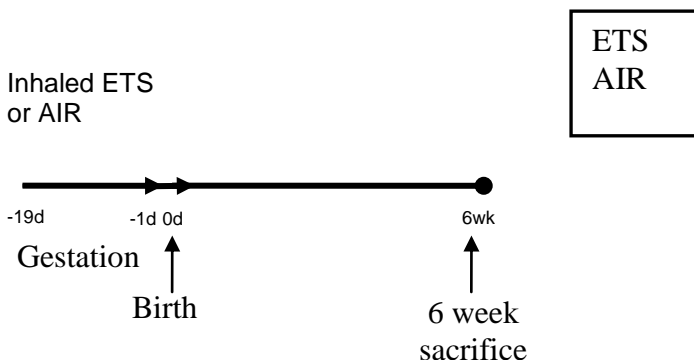 ETS
AIR
Inhaled ETS
or AIR
-19d
-1d 0d
6wk
Gestation
Birth
6 week
sacrifice